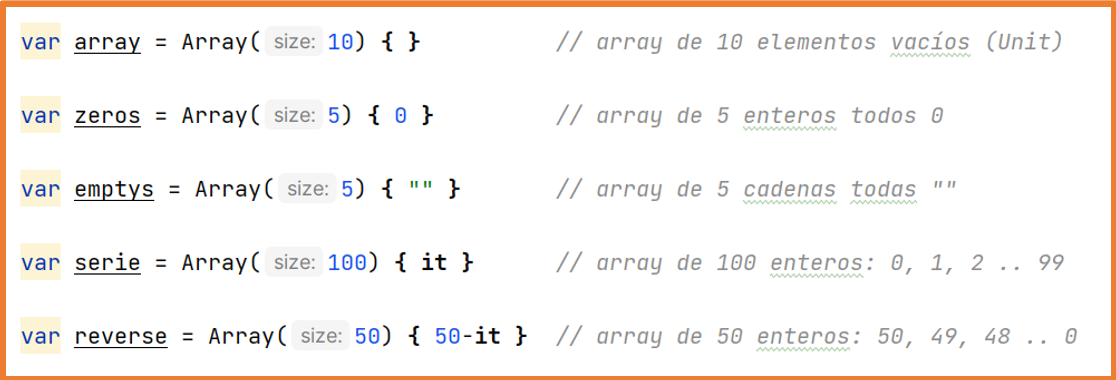 var array = Array( size: 10) { } // array de 10 elementos vacíos (Unit)
var zeros = Array( size: 5) { 0 } // array de 5 enteros todos 0
var emptys = Array( size: 5) { "" } // array de 5 cadenas todas ""
var serie = Array( size: 100) { it } // array de 100 enteros: 0, 1, 2 .. 99
var reverse = Array( size: 50) { 50-it } // array de 50 enteros: 50, 49, 48 .. 0